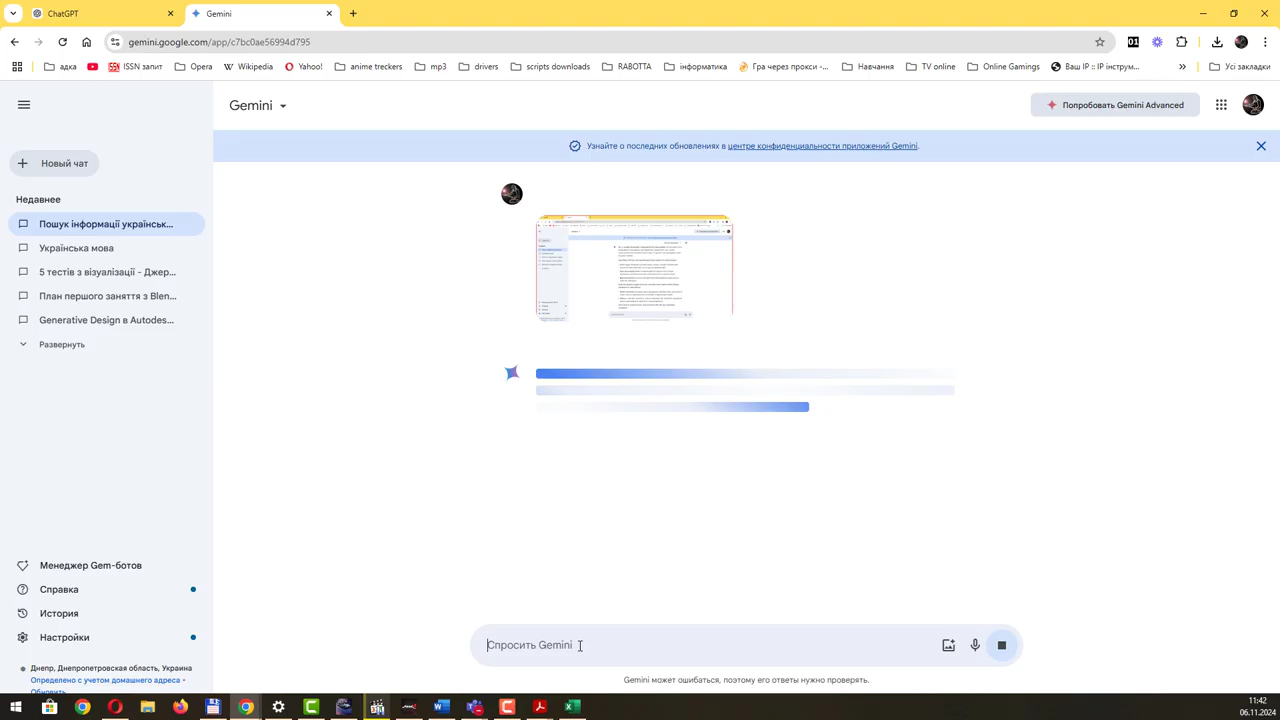 ChatGPT
Gemini
gemini.google.com/app/c7bc0ae56994d795
адка
ISSN запит
Opera
Wikipedia
Yahoo!
anime treckers
mp3
drivers
scripts downloads
RABOTTA
інформатика
Гра через прокси -...
Навчання
TV online
Online Gamings
Ваш IP :: IP інструм...
Усі закладки
Gemini
Попробовать Gemini Advanced
Узнайте о последних обновлениях в центре конфиденциальности приложений Gemini.
Новый чат
Недавнее
Пошук інформації українськ...
Українська мова
5 тестів з візуалізації - Джер...
План першого заняття з Blen...
Generative Design в Autodes...
Развернуть
Менеджер Gem-ботов
Справка
История
Настройки
Днепр, Днепропетровская область, Украина
Определено с учетом домашнего адреса •
Обновить
Спросить Gemini
Gemini может ошибаться, поэтому его ответы нужно проверять.
11:42
06.11.2024